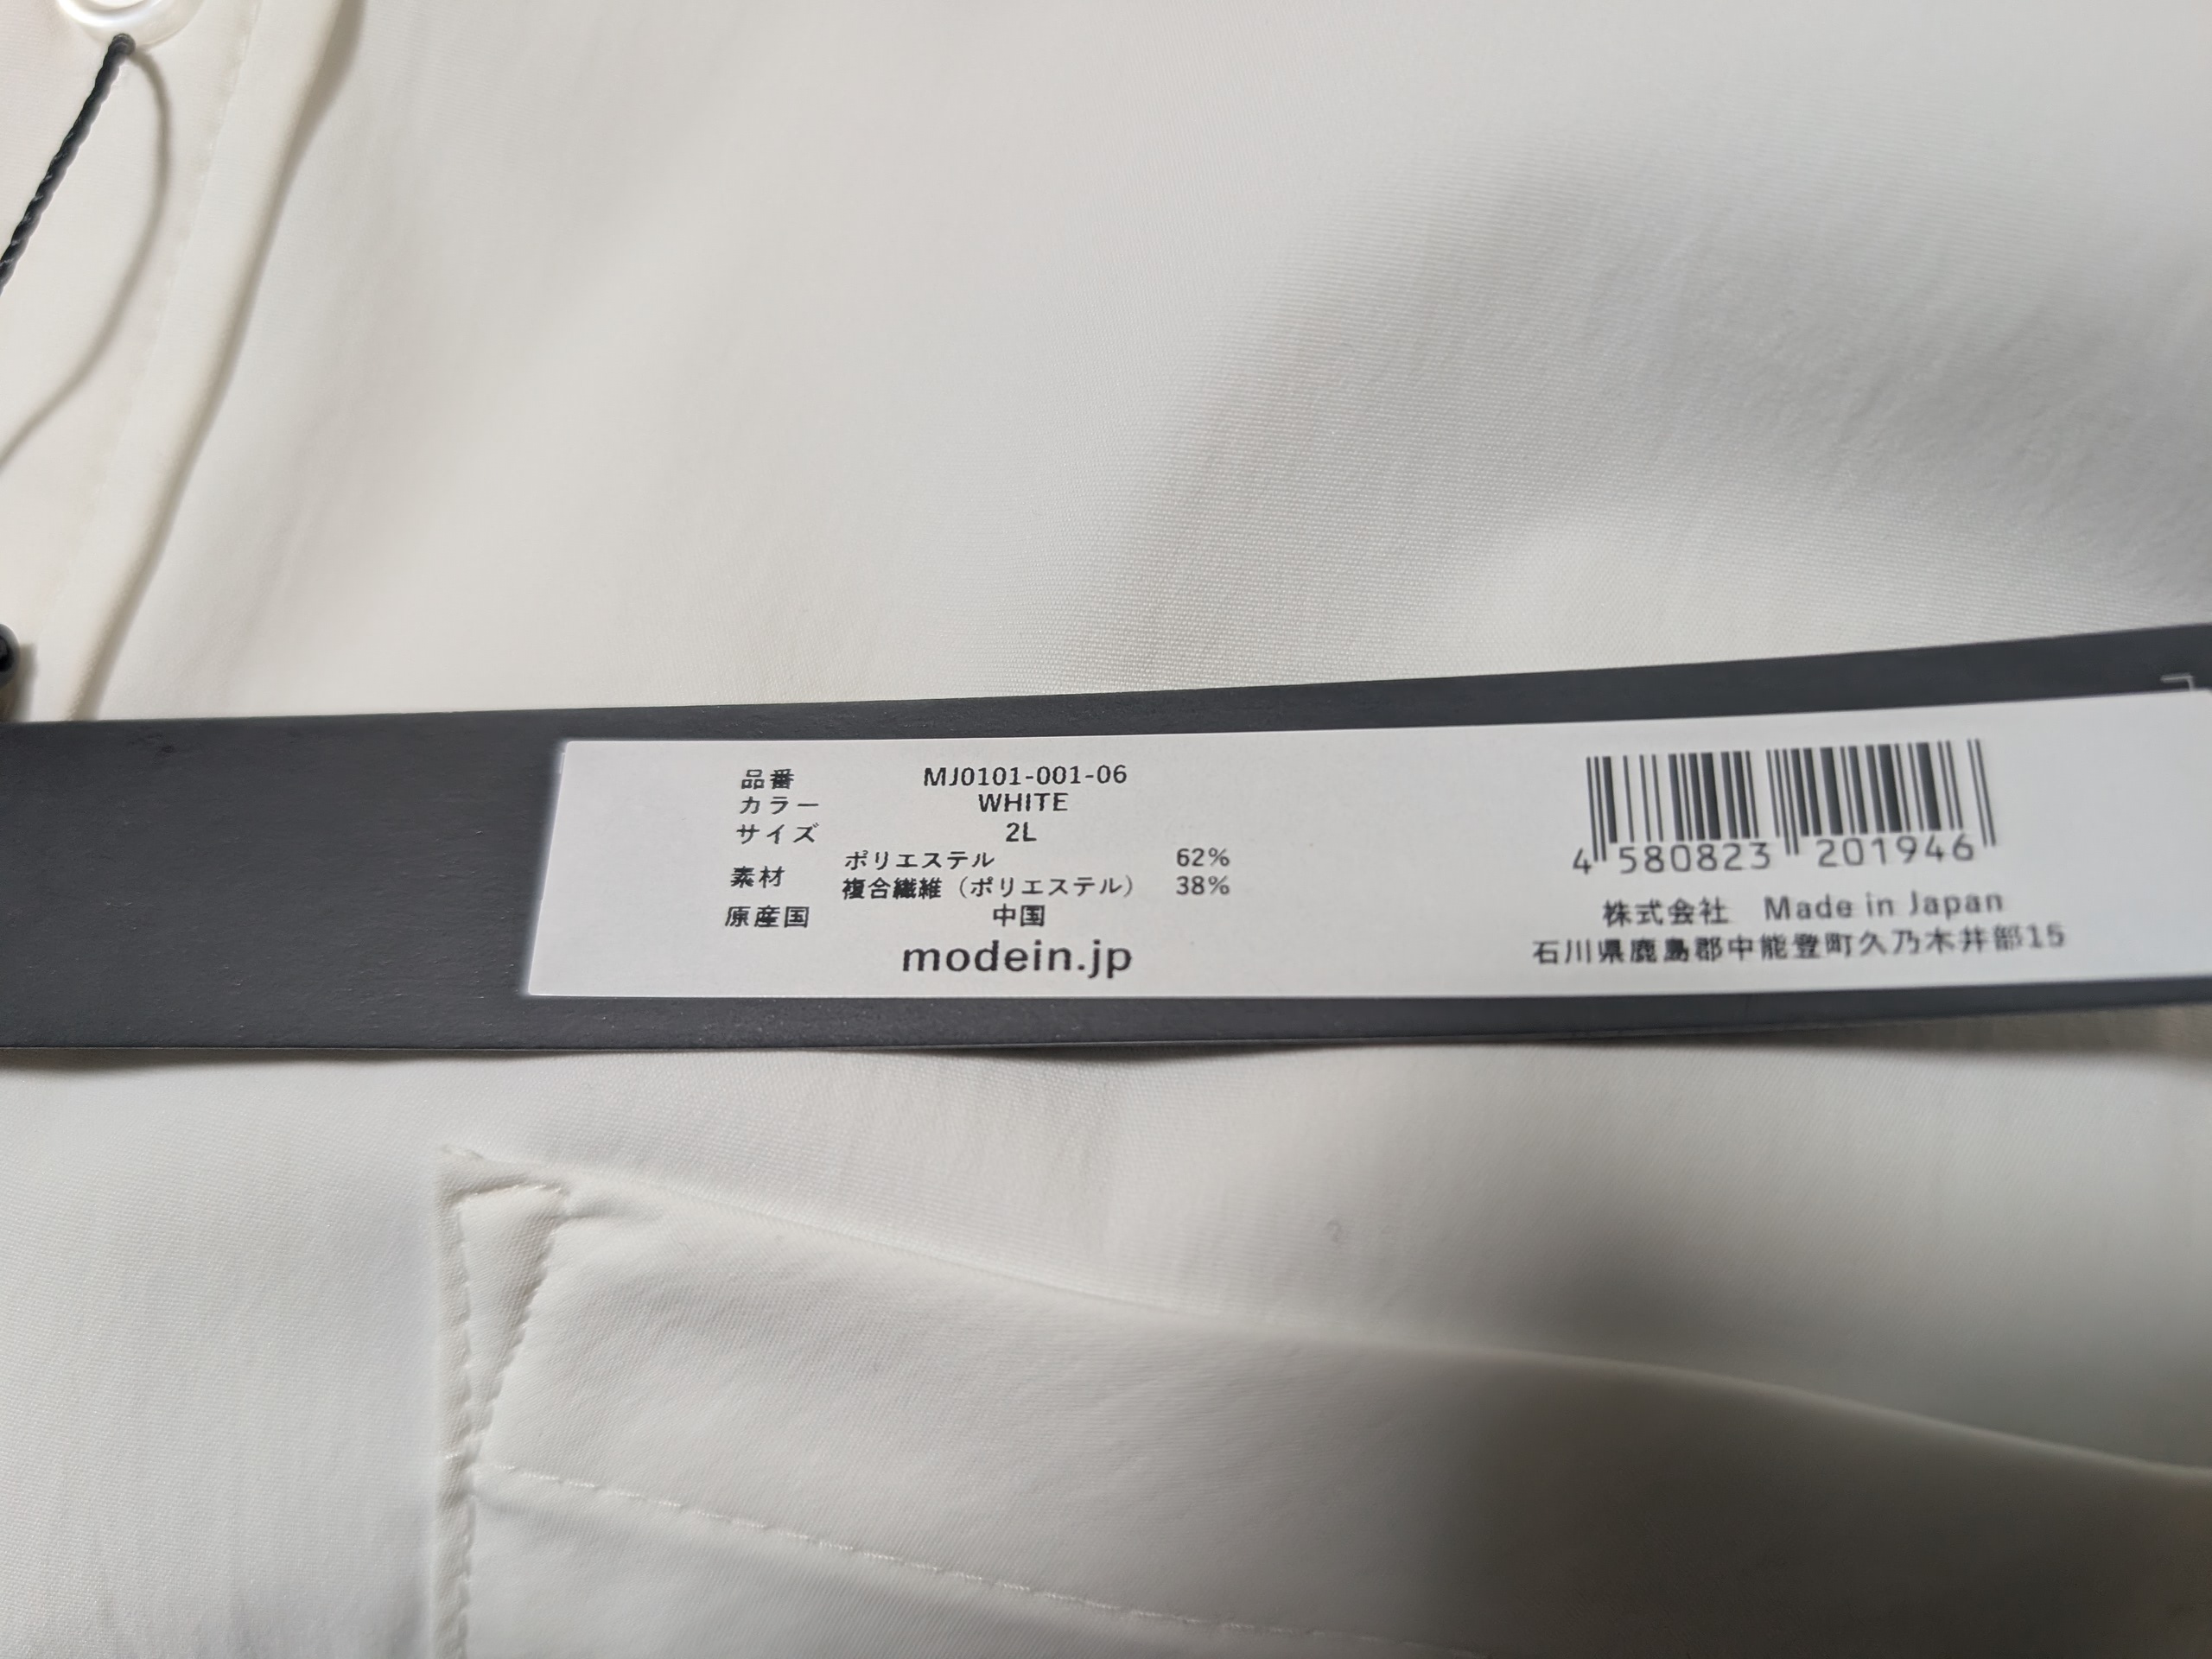 品番 MJ0101-001-06
カラー WHITE
サイズ 2L
素材 ポリエステル 62%
複合繊維（ポリエステル） 38%
原産国 中国
modein.jp
4 580823 201946
株式会社 Made in Japan
石川県鹿島郡中能登町久乃木井部15